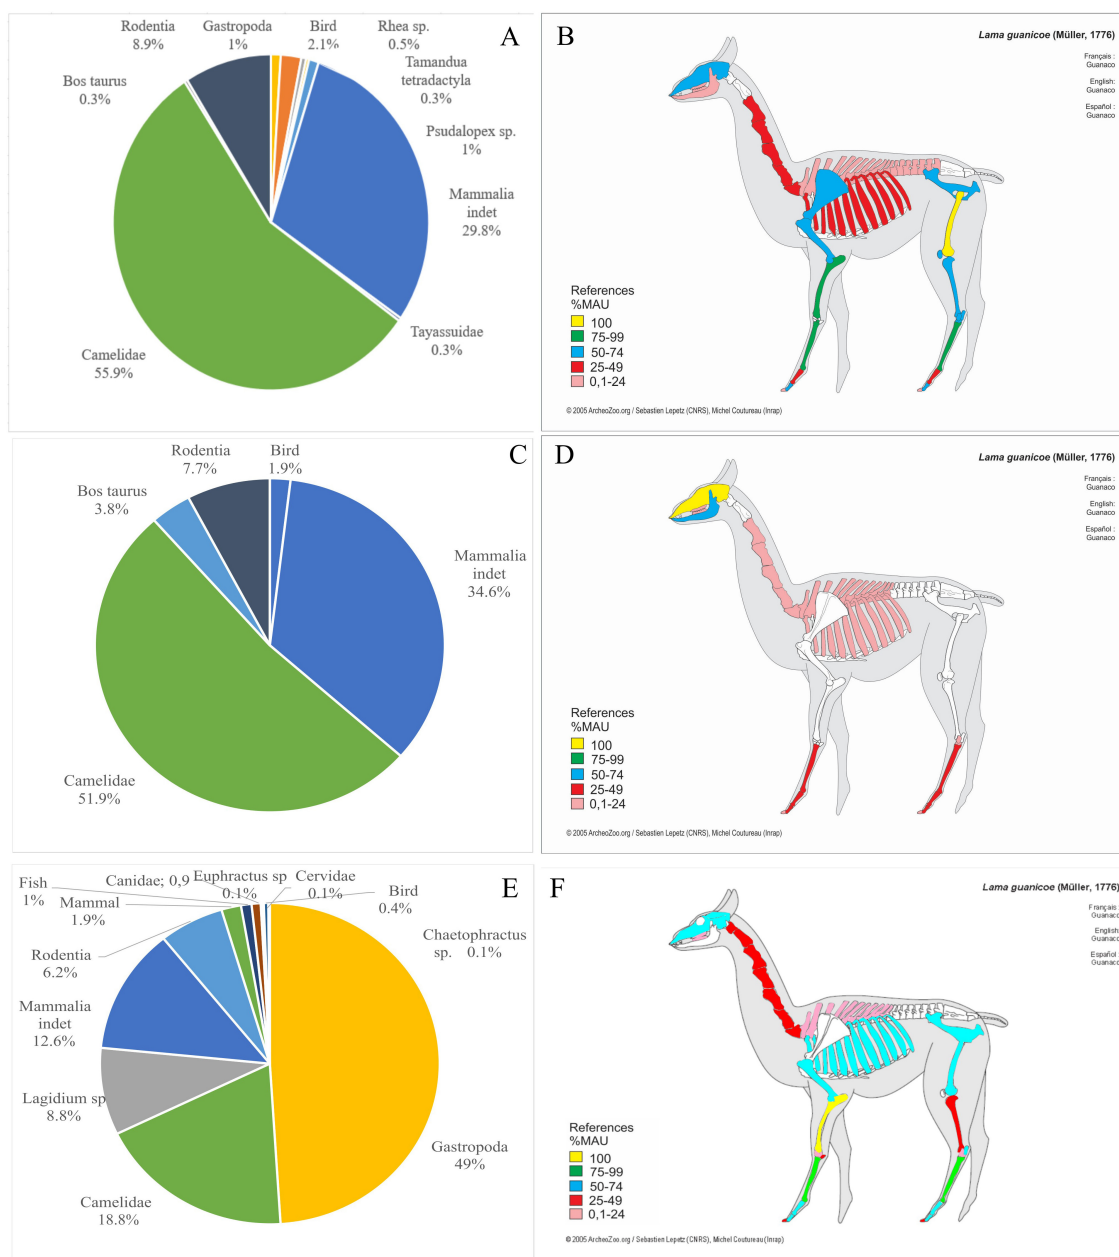 A
Rodentia
8.9%
Gastropoda
1%
Bird
2.1%
Rhea sp.
0.5%
Tamandua
tetradactyla
0.3%
Psudalopex sp.
1%
Mammalia
indet
29.8%
Tayassuidae
0.3%
Camelidae
55.9%
Bos taurus
0.3%
B
Lama guanicoe (Müller, 1776)
Français :
Guanaco
English:
Guanaco
Español :
Guanaco
References
%MAU
100
75-99
50-74
25-49
0,1-24
© 2005 ArcheoZoo.org / Sebastien Lepetz (CNRS), Michel Coutureau (Inrap)
C
Rodentia
7.7%
Bird
1.9%
Bos taurus
3.8%
Mammalia
indet
34.6%
Camelidae
51.9%
D
Lama guanicoe (Müller, 1776)
Français :
Guanaco
English:
Guanaco
Español :
Guanaco
References
%MAU
100
75-99
50-74
25-49
0,1-24
© 2005 ArcheoZoo.org / Sebastien Lepetz (CNRS), Michel Coutureau (Inrap)
E
Fish
1%
Canidae; 0,9
Euphractus sp
0.1%
Cervidae
0.1%
Bird
0.4%
Mammal
1.9%
Chaetophractus
sp. 0.1%
Rodentia
6.2%
Mammalia
indet
12.6%
Lagidium sp
8.8%
Gastropoda
49%
Camelidae
18.8%
F
Lama guanicoe (Müller, 1776)
Français :
Guanaco
English:
Guanaco
Español :
Guanaco
References
%MAU
100
75-99
50-74
25-49
0,1-24
© 2005 ArcheoZoo.org / Sebastien Lepetz (CNRS), Michel Coutureau (Inrap)